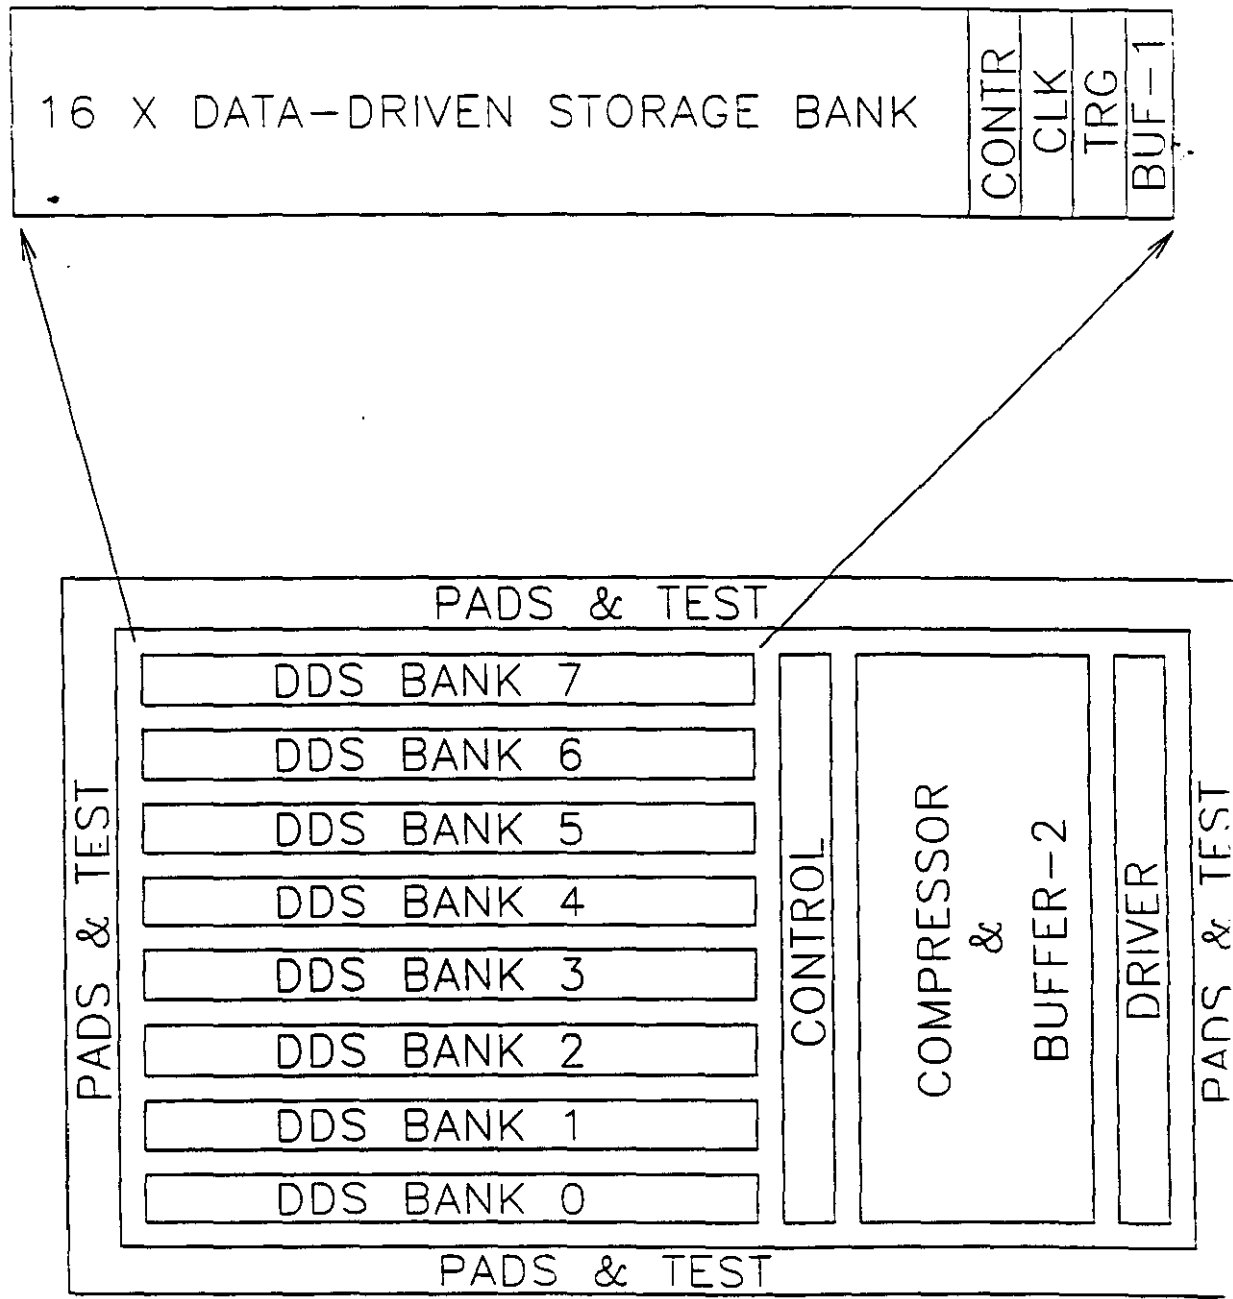 16 X DATA-DRIVEN STORAGE BANK
CONTR
CLK
TRG
BUF-1
PADS & TEST
DDS BANK 7
DDS BANK 6
DDS BANK 5
DDS BANK 4
DDS BANK 3
DDS BANK 2
DDS BANK 1
DDS BANK 0
PADS & TEST
CONTROL
COMPRESSOR
&
BUFFER-2
DRIVER
PADS & TEST
PADS & TEST